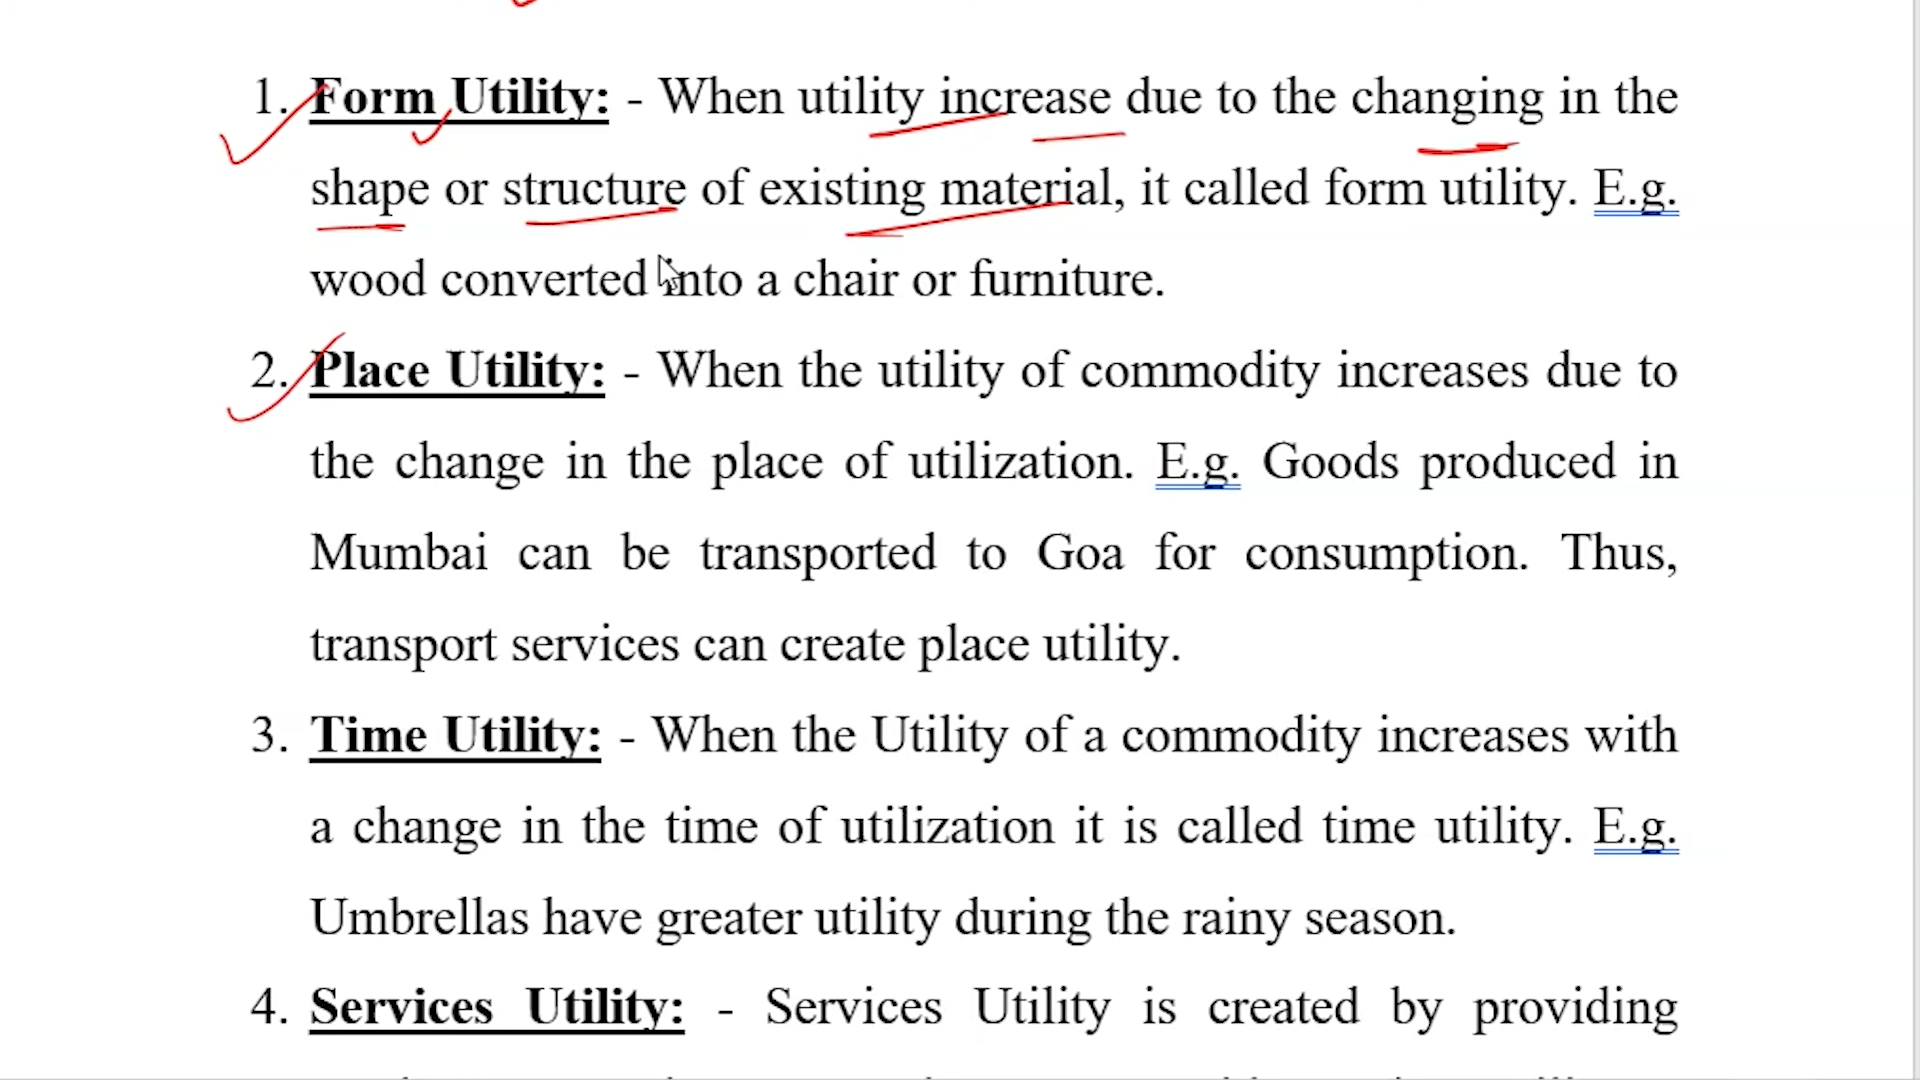 1. Form Utility: - When utility increase due to the changing in the
shape or structure of existing material, it called form utility. E.g.
wood converted into a chair or furniture.
2. Place Utility: - When the utility of commodity increases due to
the change in the place of utilization. E.g. Goods produced in
Mumbai can be transported to Goa for consumption. Thus,
transport services can create place utility.
3. Time Utility: - When the Utility of a commodity increases with
a change in the time of utilization it is called time utility. E.g.
Umbrellas have greater utility during the rainy season.
4. Services Utility: - Services Utility is created by providing